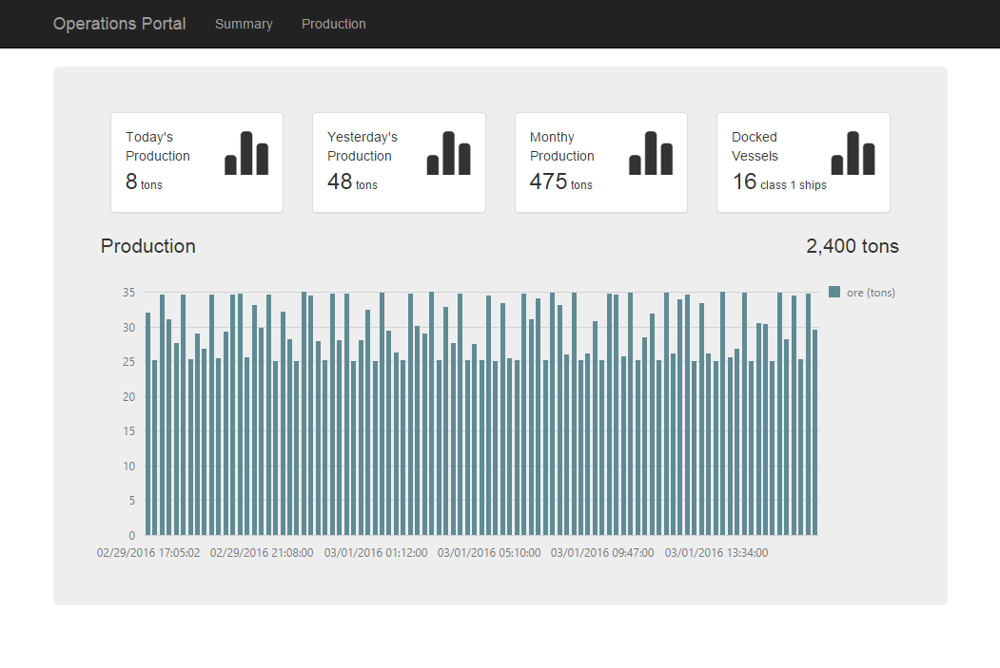 Operations Portal Summary Production
Today's
Production
8 tons
Yesterday's
Production
48 tons
Monthy
Production
475 tons
Docked
Vessels
16 class 1 ships
Production
2,400 tons
ore (tons)
35
30
25
20
15
10
5
0
02/29/2016 17:05:02 02/29/2016 21:08:00 03/01/2016 01:12:00 03/01/2016 05:10:00 03/01/2016 09:47:00 03/01/2016 13:34:00